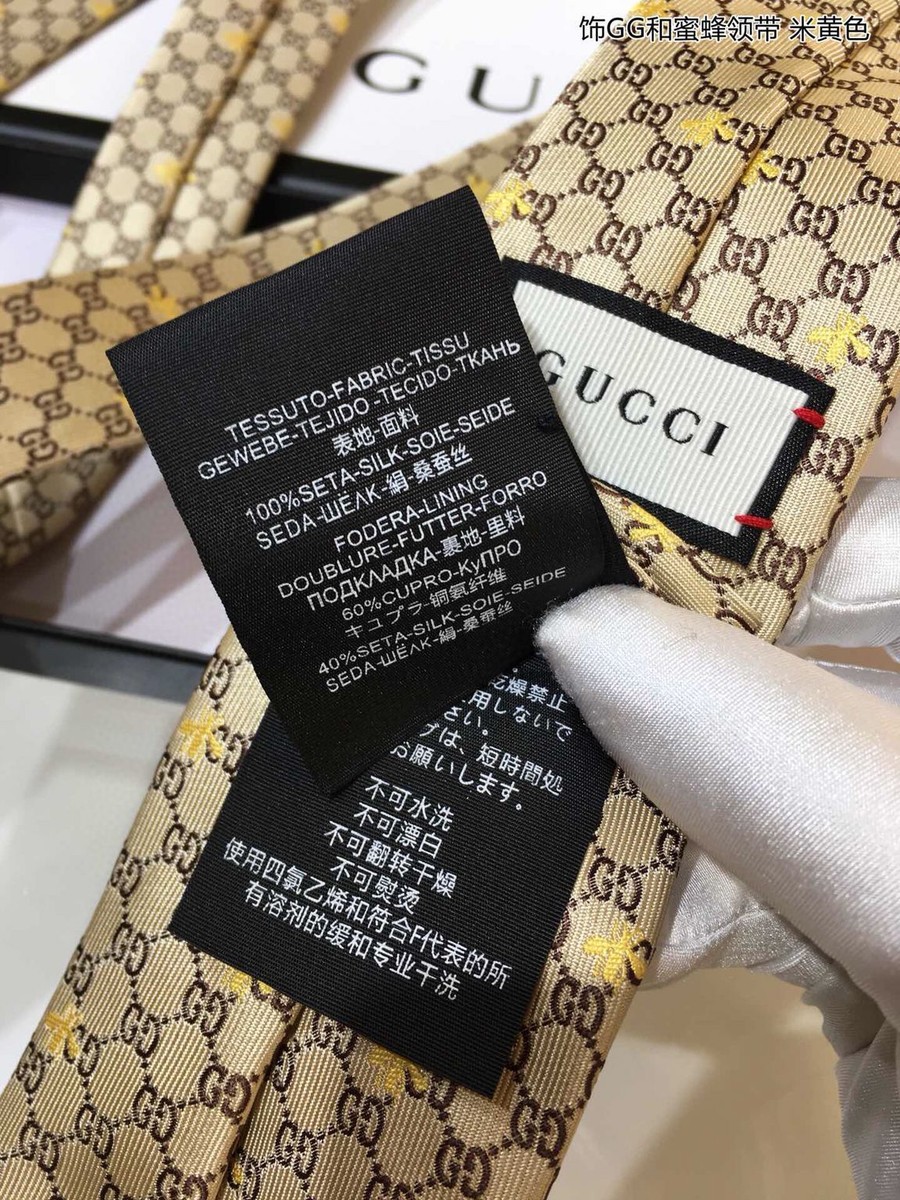 饰GG和蜜蜂领带 米黄色
GU
GUCCI
TESSUTO-FABRIC-TISSU
GEWEBE-TEJIDO-TECIDO-ТКАНЬ
表地-面料
100%SETA-SILK-SOIE-SEIDE
SEDA-ШЁΛK-絹-桑蚕丝
FODERA-LINING
DOUBLURE-FUTTER-FORRO
ПОДКЛАДКА-裏地-里料
60%CUPRO-КуПРО
キュプラ-铜氨纤维
40%SETA-SILK-SOIE-SEIDE
SEDA-ШЁΛK-絹-桑蚕丝
乾燥禁止
用しないで
さい。
プは、短時間処
お願いします。
不可水洗
不可漂白
不可翻转干燥
不可熨烫
使用四氯乙烯和符合F代表的所
有溶剂的缓和专业干洗